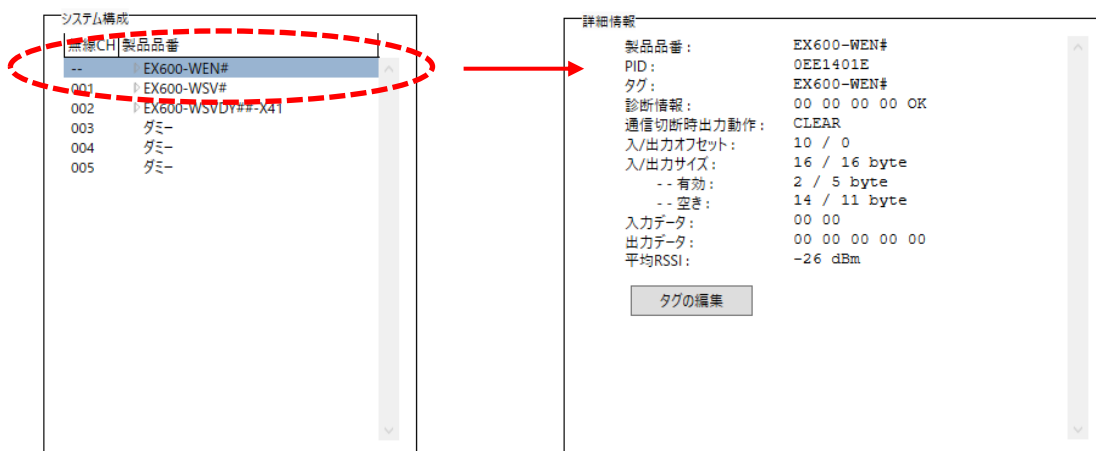 システム構成
無線CH 製品品番
-- EX600-WEN#
001 EX600-WSV#
002 EX600-WSVDY##-X41
003 ダミー
004 ダミー
005 ダミー
詳細情報
製品品番： EX600-WEN#
PID： 0EE1401E
タグ： EX600-WEN#
診断情報： 00 00 00 00 OK
通信切断時出力動作： CLEAR
入/出力オフセット： 10 / 0
入/出力サイズ： 16 / 16 byte
- - 有効： 2 / 5 byte
- - 空き： 14 / 11 byte
入力データ： 00 00
出力データ： 00 00 00 00 00
平均RSSI： -26 dBm
タグの編集